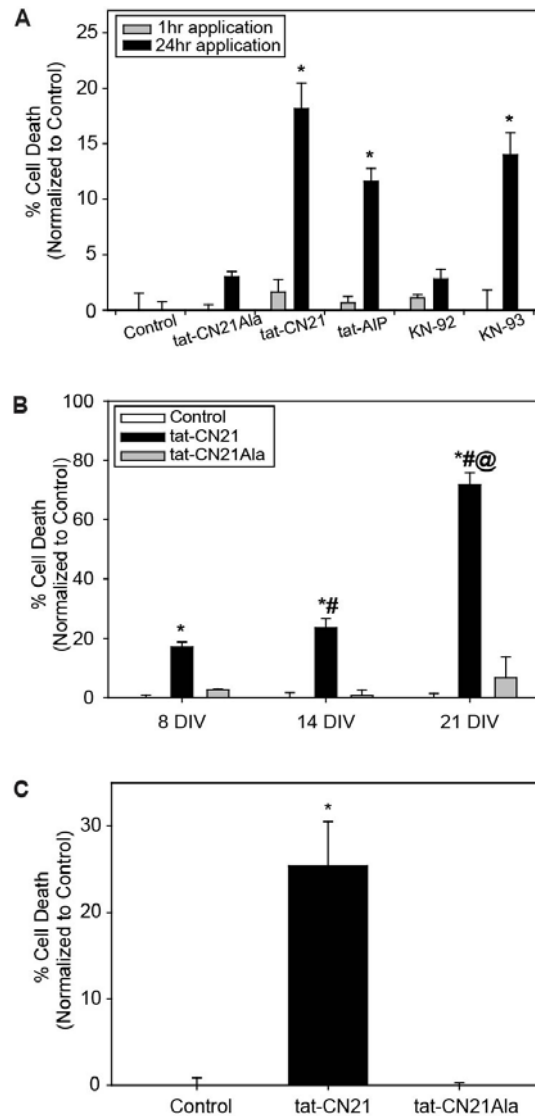 A
1hr application
24hr application
% Cell Death
(Normalized to Control)
25
20
15
10
5
0
*
*
*
Control
tat-CN21Ala
tat-CN21
tat-AIP
KN-92
KN-93
B
Control
tat-CN21
tat-CN21Ala
% Cell Death
(Normalized to Control)
100
80
60
40
20
0
*
*#
*#@
8 DIV
14 DIV
21 DIV
C
% Cell Death
(Normalized to Control)
30
20
10
0
*
Control
tat-CN21
tat-CN21Ala